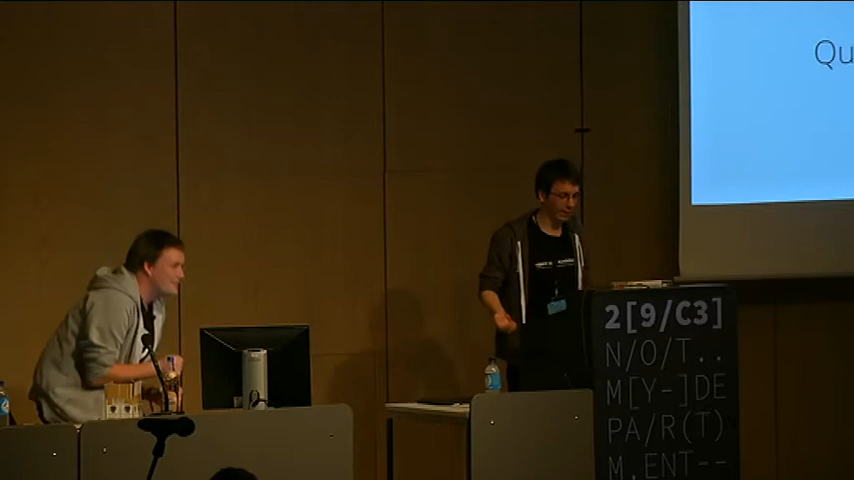 Qu
2[9/C3]
N/O/T..
M[Y-]DE
PA/R(T)
M.ENT--